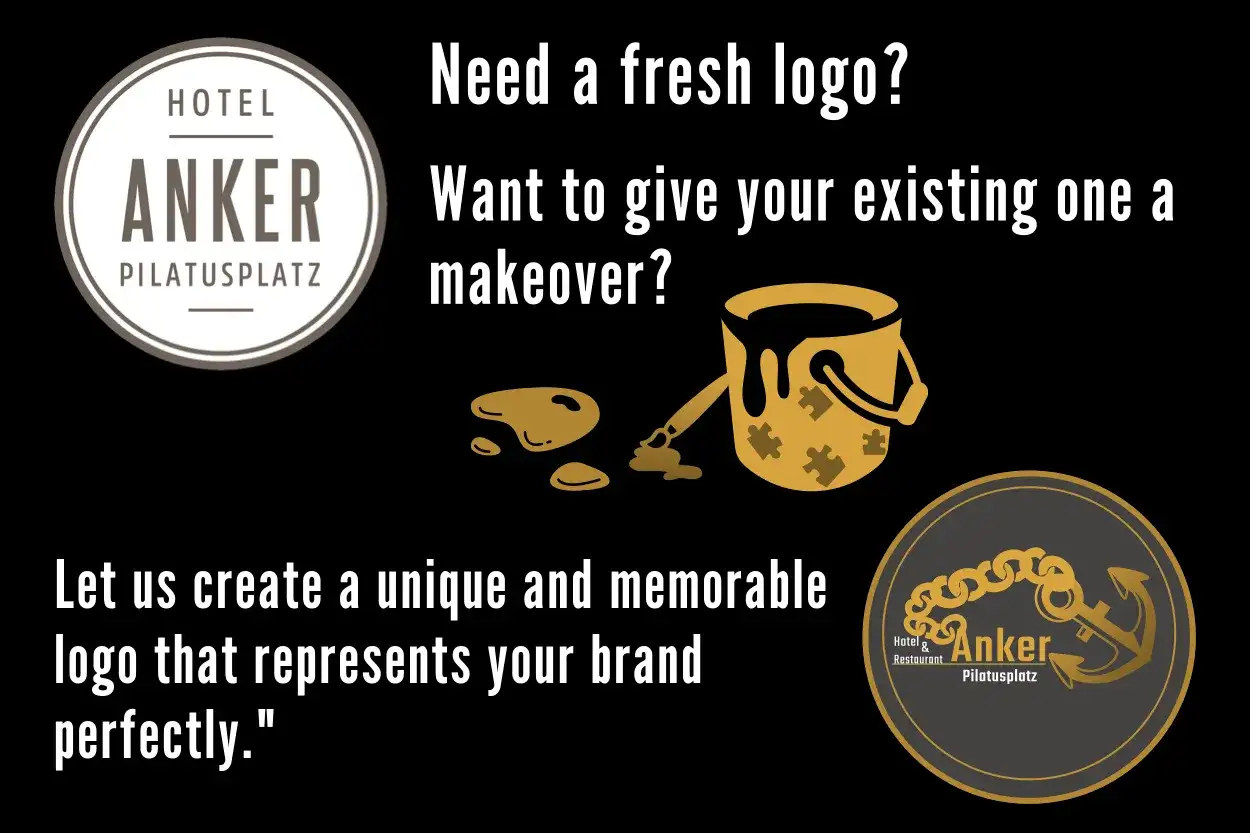 HOTEL
ANKER
PILATUSPLATZ
Need a fresh logo?
Want to give your existing one a
makeover?
Let us create a unique and memorable
logo that represents your brand
perfectly."
Hotel
&
Restaurant
Anker
Pilatusplatz